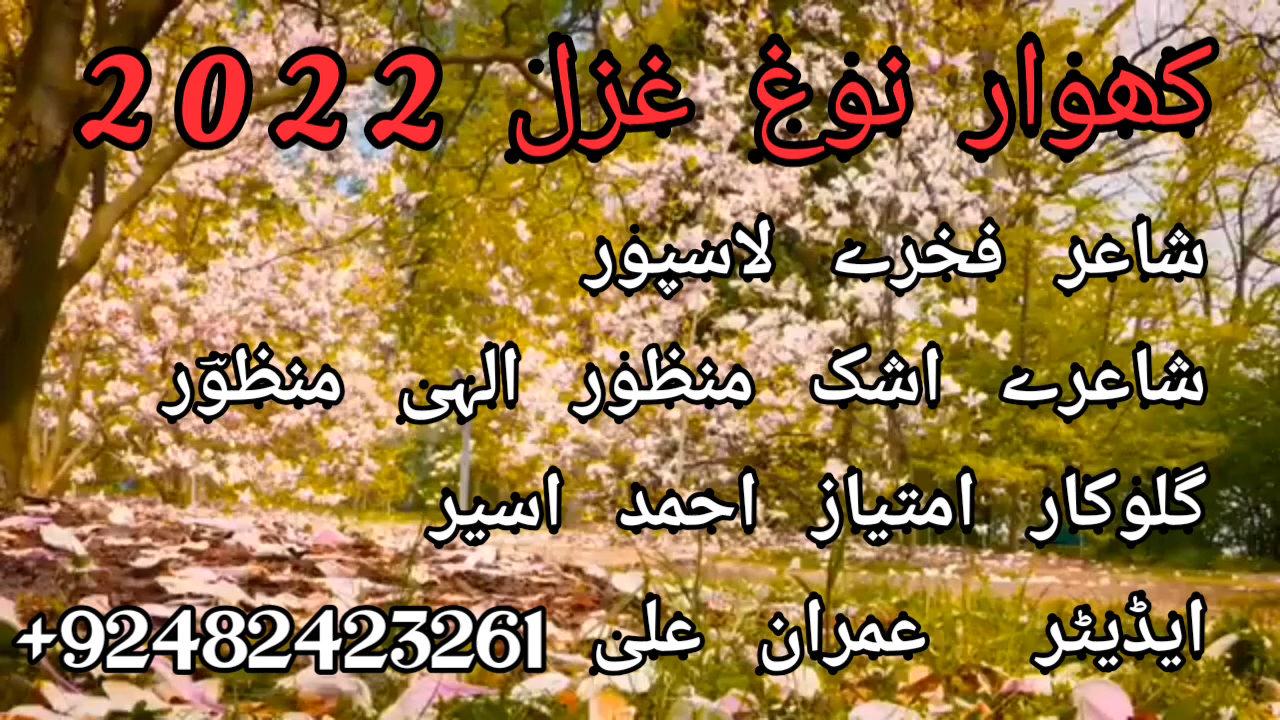 کھوار نوغ غزل 2022
شاعر فخرے لاسپور
شاعرے اشک منظور الہی منظوؔر
گلوکار امتیاز احمد اسیر
ایڈیٹر عمران علی +92482423261